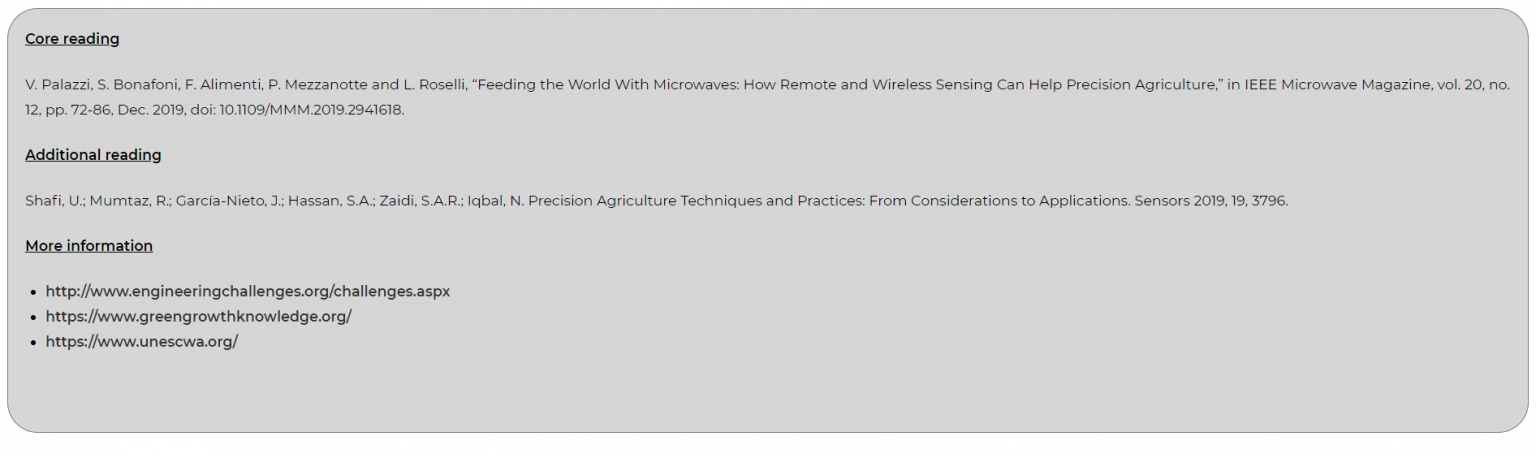 Core reading
V. Palazzi, S. Bonafoni, F. Alimenti, P. Mezzanotte and L. Roselli, “Feeding the World With Microwaves: How Remote and Wireless Sensing Can Help Precision Agriculture,” in IEEE Microwave Magazine, vol. 20, no.
12, pp. 72-86, Dec. 2019, doi: 10.1109/MMM.2019.2941618.
Additional reading
Shafi, U.; Mumtaz, R.; García-Nieto, J.; Hassan, S.A.; Zaidi, S.A.R.; Iqbal, N. Precision Agriculture Techniques and Practices: From Considerations to Applications. Sensors 2019, 19, 3796.
More information
• http://www.engineeringchallenges.org/challenges.aspx
• https://www.greengrowthknowledge.org/
• https://www.unescwa.org/